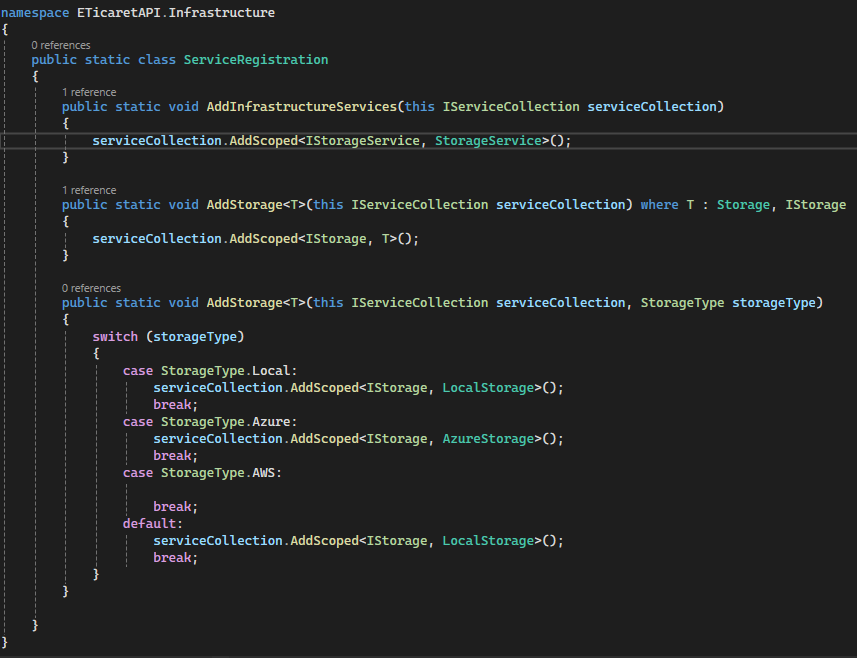 namespace ETicaretAPI.Infrastructure
{
0 references
public static class ServiceRegistration
{
1 reference
public static void AddInfrastructureServices(this IServiceCollection serviceCollection)
{
serviceCollection.AddScoped<IStorageService, StorageService>();
}
1 reference
public static void AddStorage<T>(this IServiceCollection serviceCollection) where T : Storage, IStorage
{
serviceCollection.AddScoped<IStorage, T>();
}
0 references
public static void AddStorage<T>(this IServiceCollection serviceCollection, StorageType storageType)
{
switch (storageType)
{
case StorageType.Local:
serviceCollection.AddScoped<IStorage, LocalStorage>();
break;
case StorageType.Azure:
serviceCollection.AddScoped<IStorage, AzureStorage>();
break;
case StorageType.AWS:
break;
default:
serviceCollection.AddScoped<IStorage, LocalStorage>();
break;
}
}
}
}